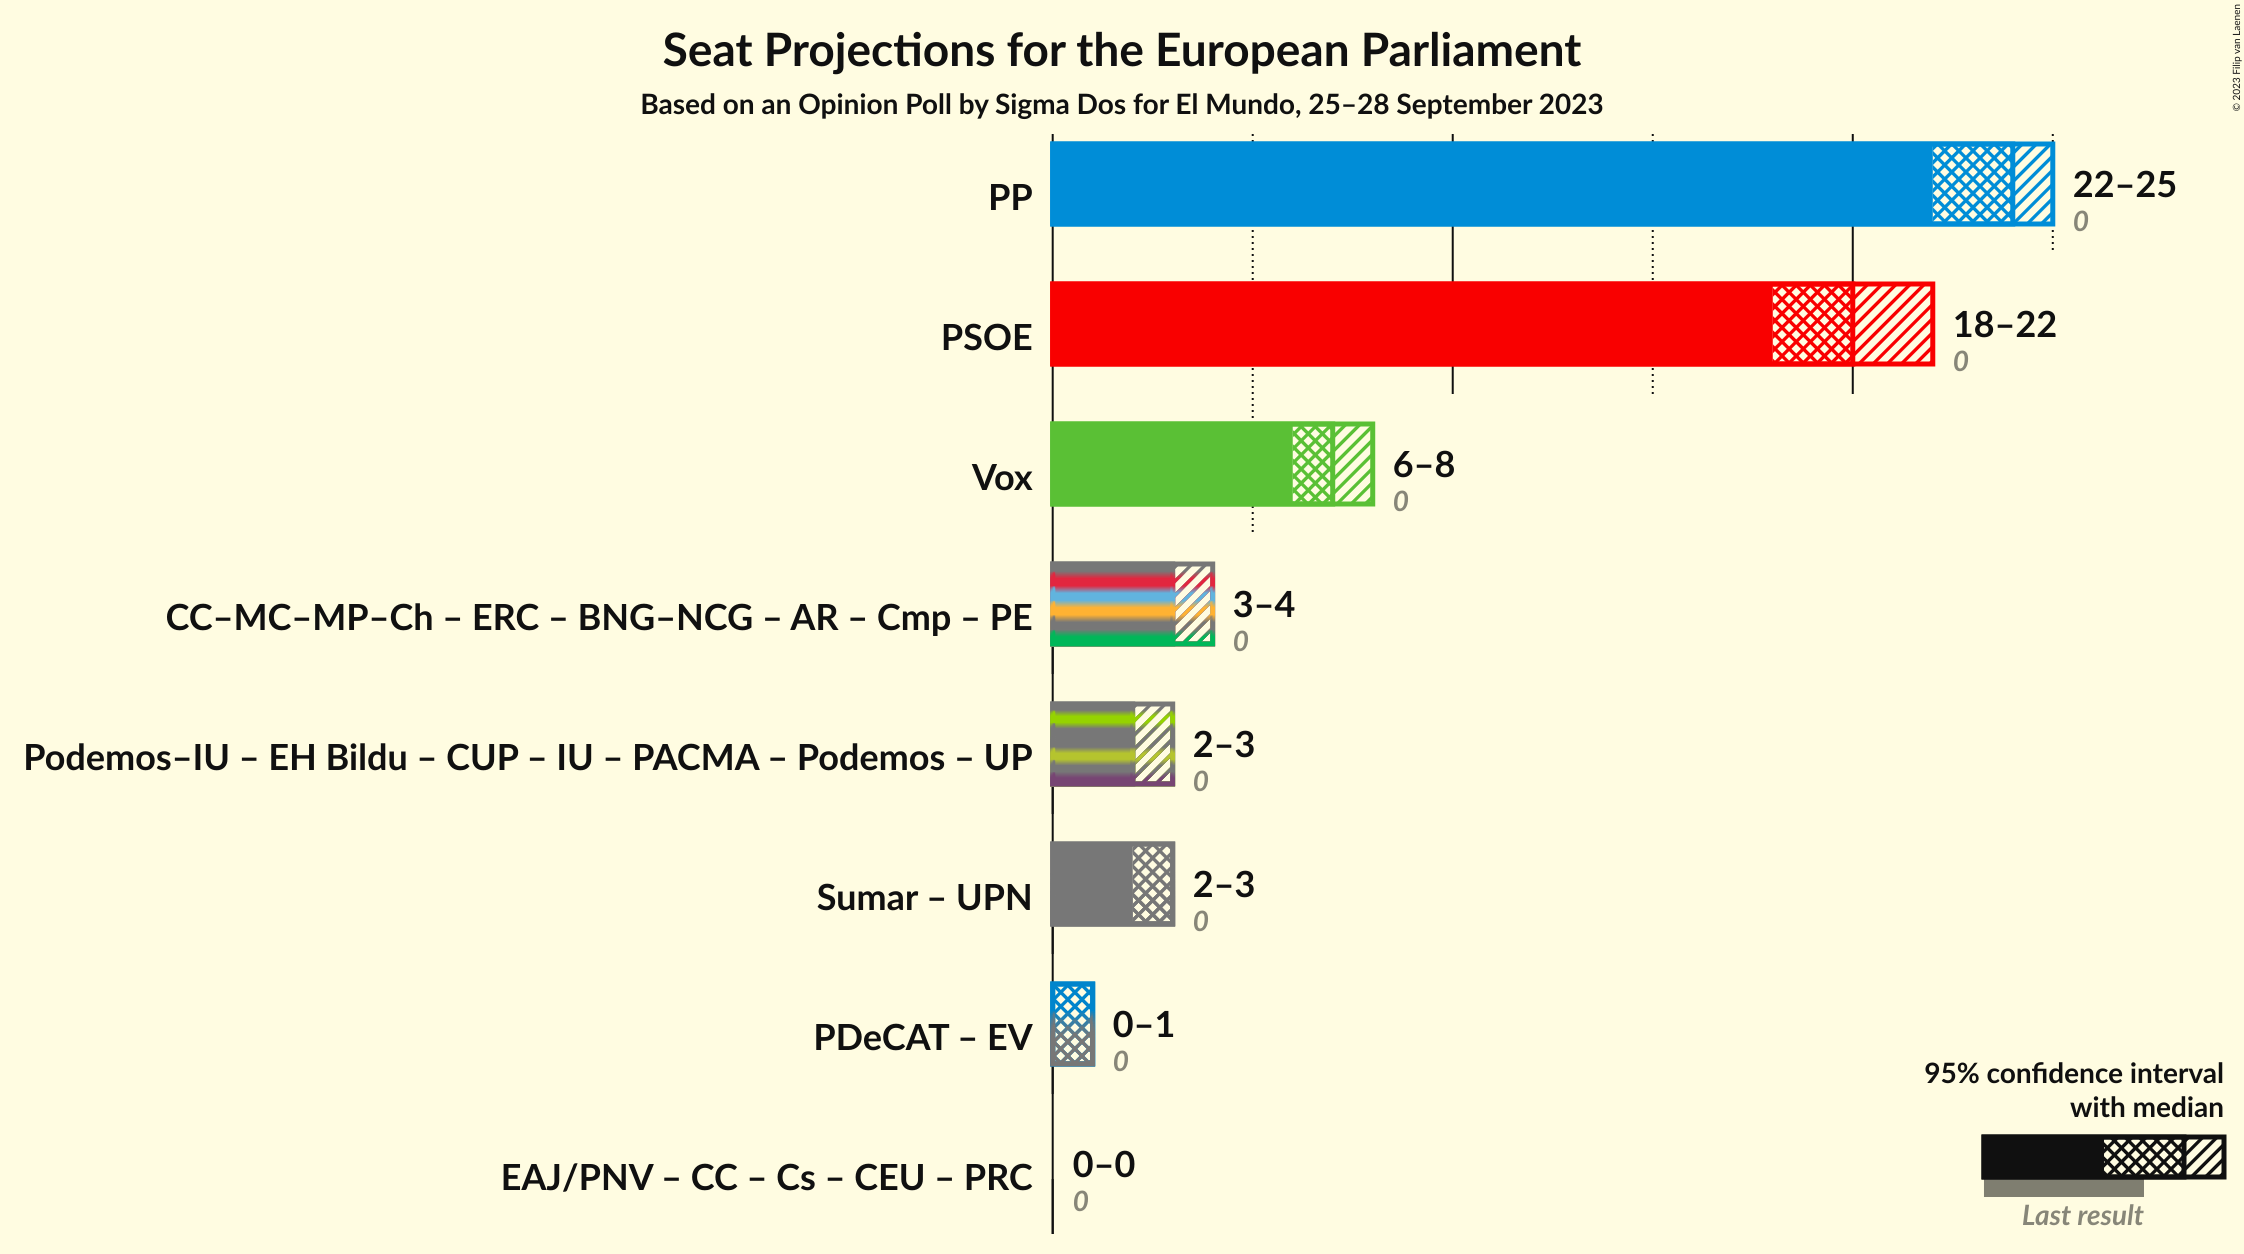 Seat Projections for the European Parliament
Based on an Opinion Poll by Sigma Dos for El Mundo, 25–28 September 2023
© 2023 Filip van Laenen
PP
22–25
0
PSOE
18–22
0
Vox
6–8
0
CC–MC–MP–Ch – ERC – BNG–NCG – AR – Cmp – PE
3–4
0
Podemos–IU – EH Bildu – CUP – IU – PACMA – Podemos – UP
2–3
0
Sumar – UPN
2–3
0
PDeCAT – EV
0–1
0
EAJ/PNV – CC – Cs – CEU – PRC
0–0
0
95% confidence interval
with median
Last result